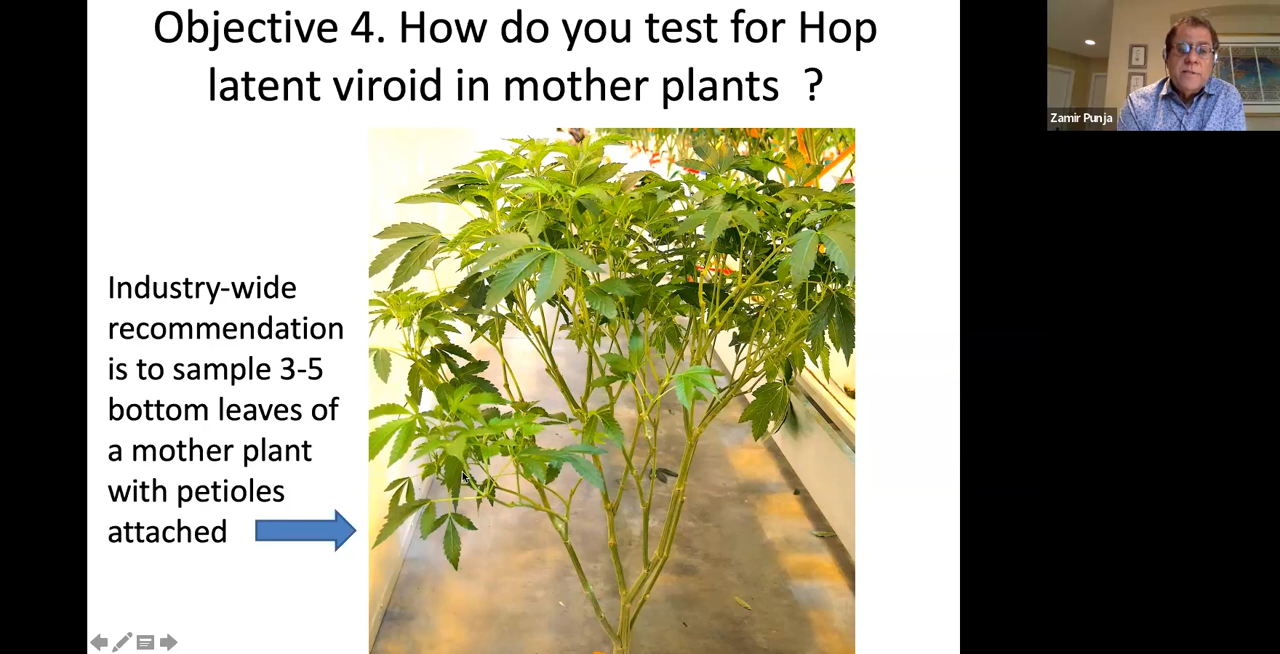 Objective 4. How do you test for Hop
latent viroid in mother plants  ?
Zamir Punja
Industry-wide
recommendation
is to sample 3-5
bottom leaves of
a mother plant
with petioles
attached